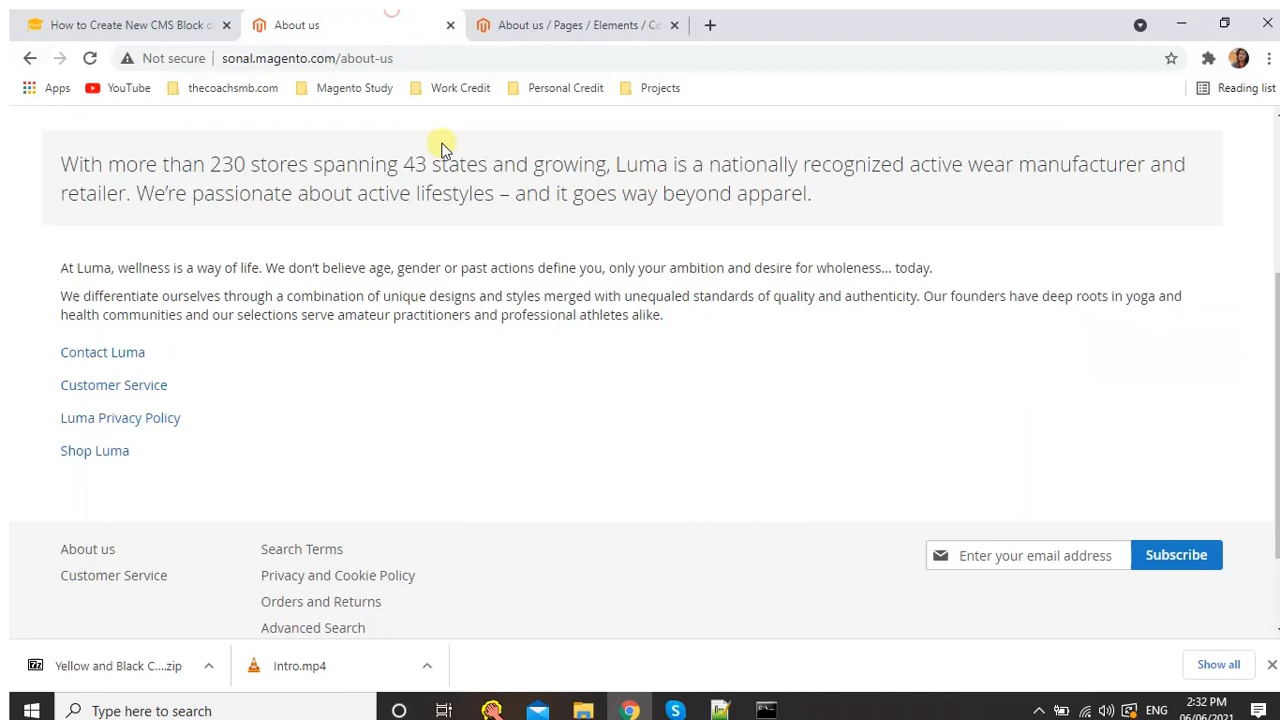 How to Create New CMS Block o
About us
About us / Pages / Elements / Co
Not secure
sonal.magento.com/about-us
Apps
YouTube
thecoachsmb.com
Magento Study
Work Credit
Personal Credit
Projects
Reading list
With more than 230 stores spanning 43 states and growing, Luma is a nationally recognized active wear manufacturer and
retailer. We're passionate about active lifestyles – and it goes way beyond apparel.
At Luma, wellness is a way of life. We don't believe age, gender or past actions define you, only your ambition and desire for wholeness... today.
We differentiate ourselves through a combination of unique designs and styles merged with unequaled standards of quality and authenticity. Our founders have deep roots in yoga and
health communities and our selections serve amateur practitioners and professional athletes alike.
Contact Luma
Customer Service
Luma Privacy Policy
Shop Luma
About us
Customer Service
Search Terms
Privacy and Cookie Policy
Orders and Returns
Advanced Search
Enter your email address
Subscribe
Yellow and Black C....zip
Intro.mp4
Show all
Type here to search
ENG
2:32 PM
06/06/2021